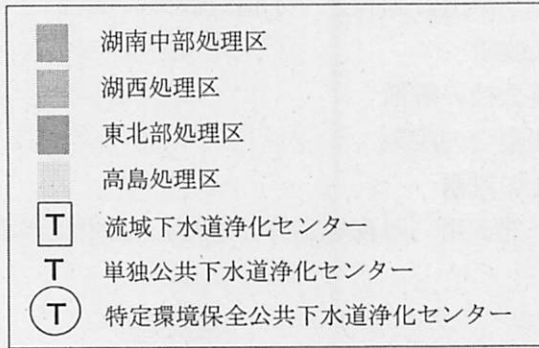 湖南中部処理区
湖西処理区
東北部処理区
高島処理区
T 流域下水道浄化センター
T 単独公共下水道浄化センター
T 特定環境保全公共下水道浄化センター